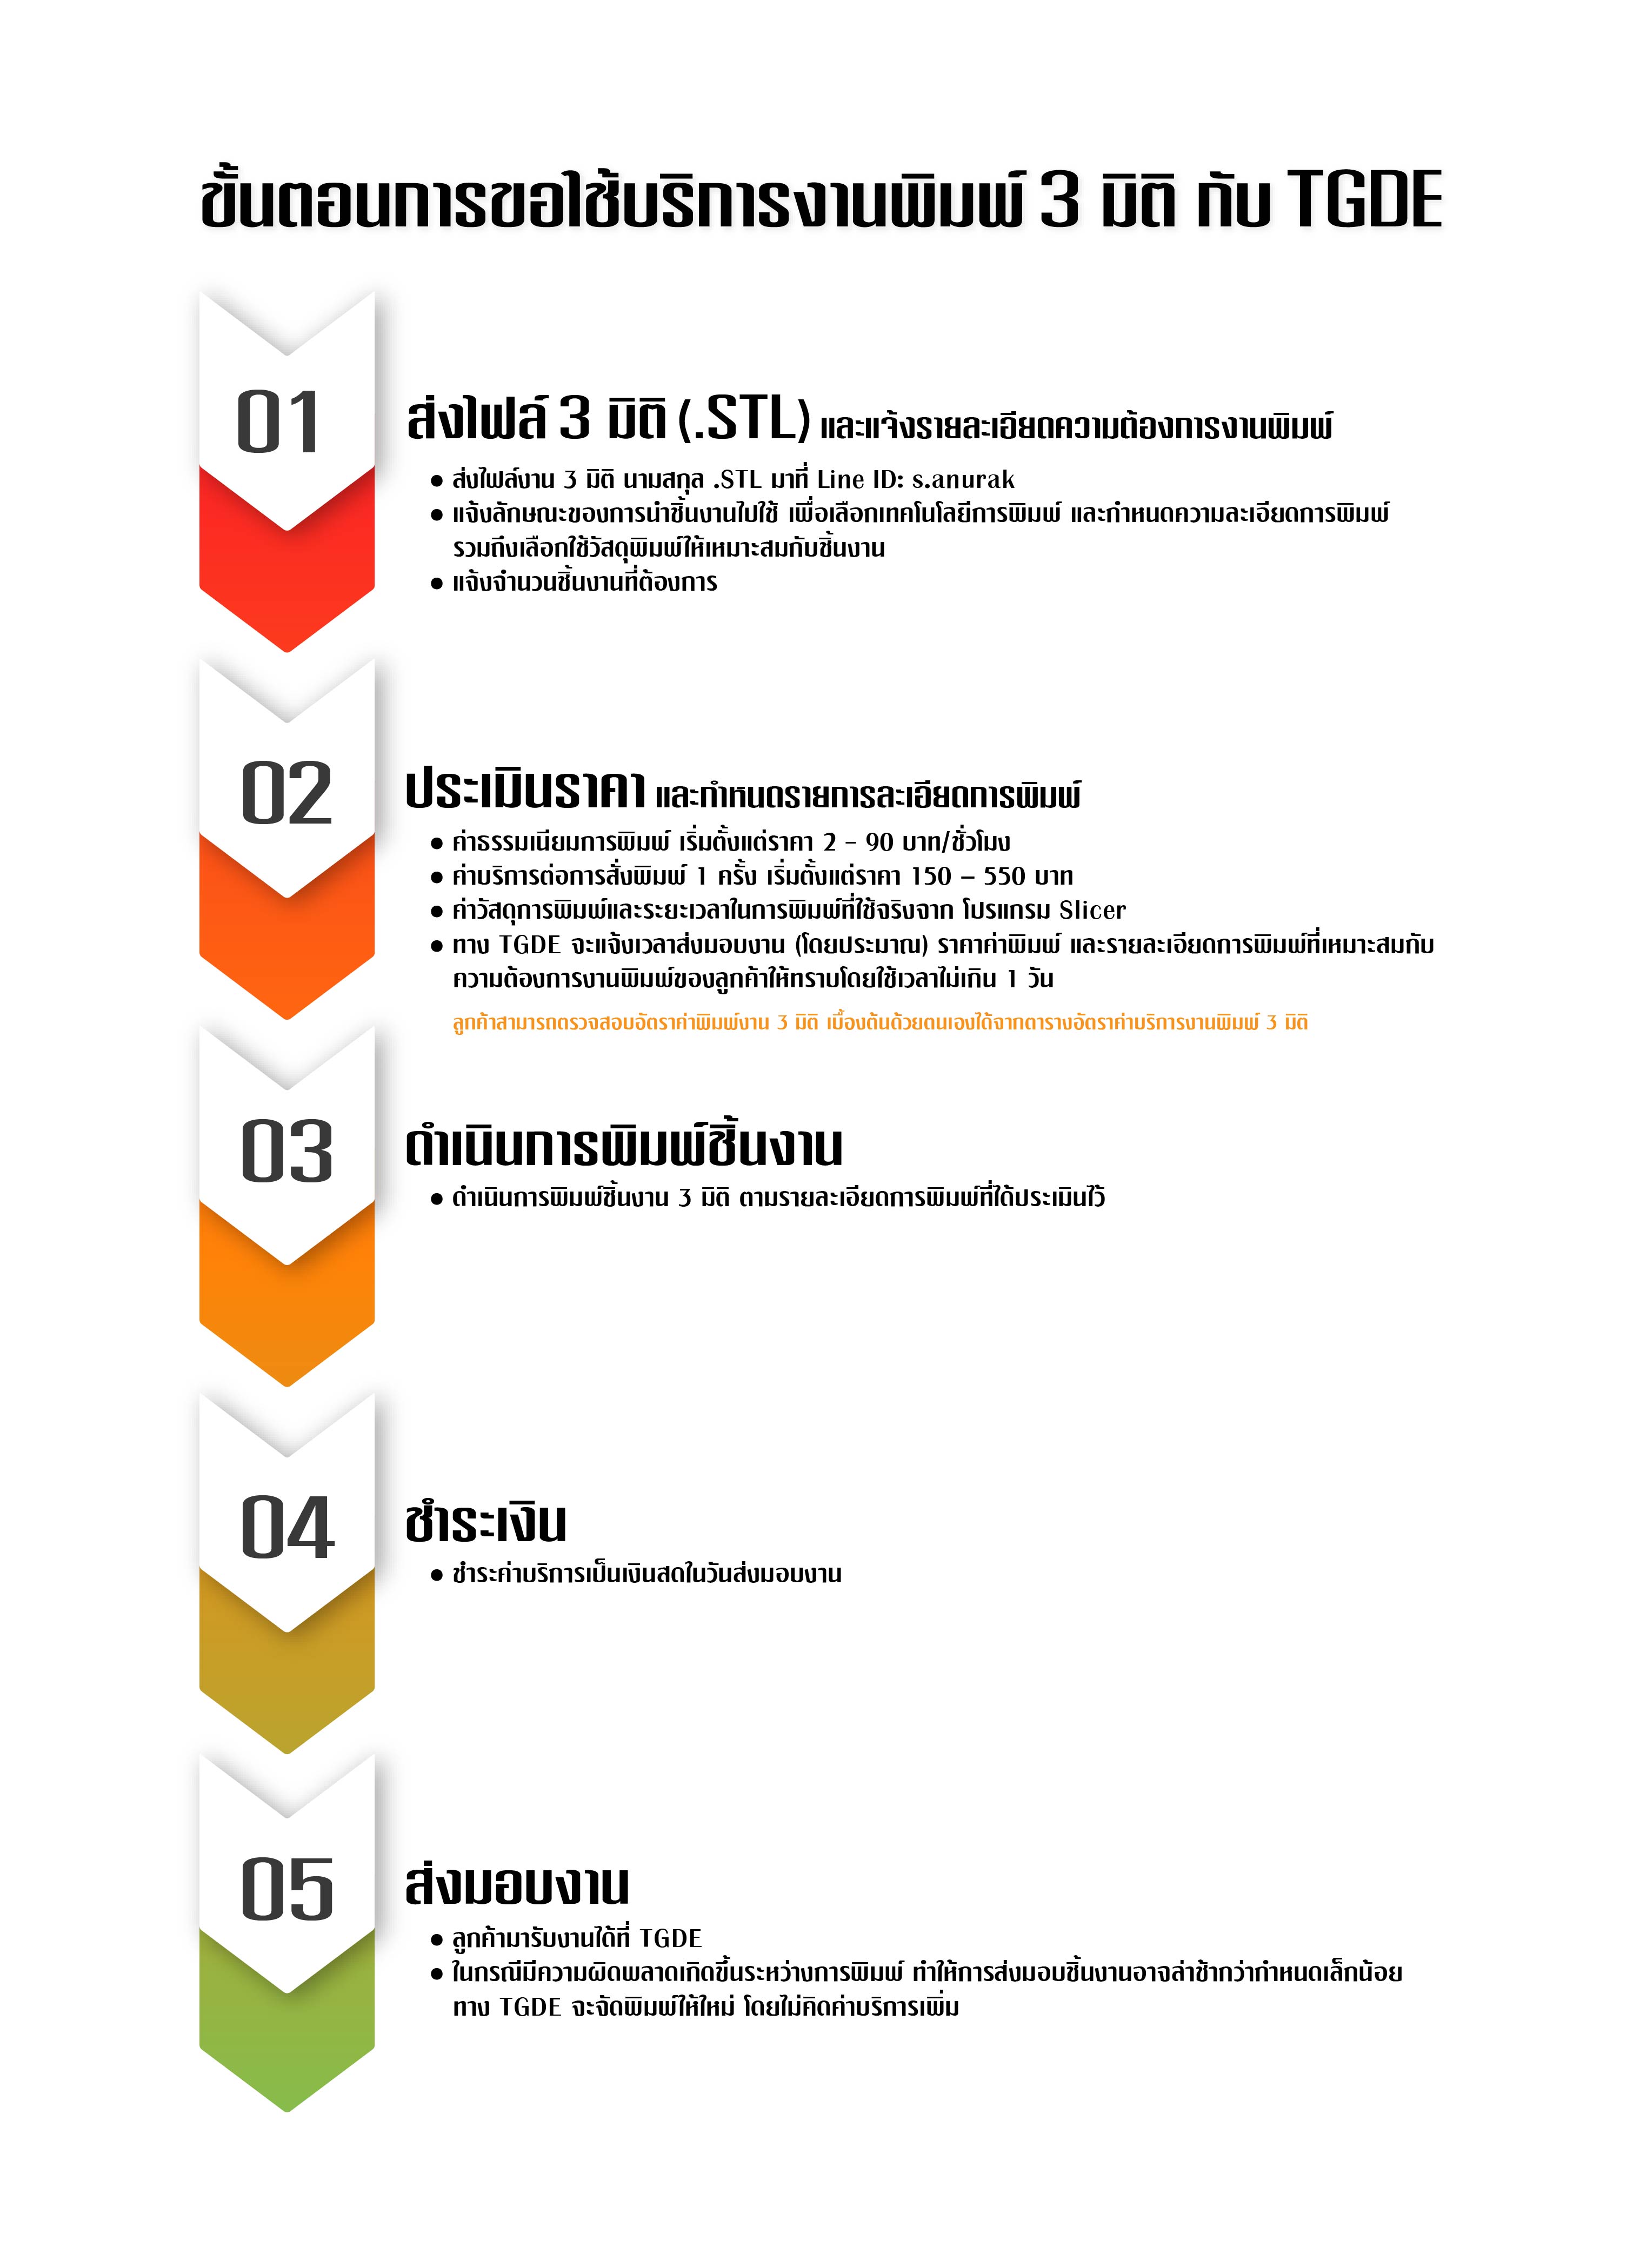 ขั้นตอนการขอใช้บริการงานพิมพ์ 3 มิติ กับ TGDE
01
ส่งไฟล์ 3 มิติ (.STL) และแจ้งรายละเอียดความต้องการงานพิมพ์
● ส่งไฟล์งาน 3 มิติ นามสกุล .STL มาที่ Line ID: s.anurak
● แจ้งลักษณะของการนำชิ้นงานไปใช้ เพื่อเลือกเทคโนโลยีการพิมพ์ และกำหนดความละเอียดการพิมพ์
รวมถึงเลือกใช้วัสดุพิมพ์ให้เหมาะสมกับชิ้นงาน
● แจ้งจำนวนชิ้นงานที่ต้องการ
02
ประเมินราคา และกำหนดรายการละเอียดการพิมพ์
● ค่าธรรมเนียมการพิมพ์ เริ่มตั้งแต่ราคา 2 - 90 บาท/ชั่วโมง
● ค่าบริการต่อการสั่งพิมพ์ 1 ครั้ง เริ่มตั้งแต่ราคา 150 – 550 บาท
● ค่าวัสดุการพิมพ์และระยะเวลาในการพิมพ์ที่ใช้จริงจาก โปรแกรม Slicer
● ทาง TGDE จะแจ้งเวลาส่งมอบงาน (โดยประมาณ) ราคาค่าพิมพ์ และรายละเอียดการพิมพ์ที่เหมาะสมกับ
ความต้องการงานพิมพ์ของลูกค้าให้ทราบโดยใช้เวลาไม่เกิน 1 วัน
ลูกค้าสามารถตรวจสอบอัตราค่าพิมพ์งาน 3 มิติ เบื้องต้นด้วยตนเองได้จากตารางอัตราค่าบริการงานพิมพ์ 3 มิติ
03
ดำเนินการพิมพ์ชิ้นงาน
● ดำเนินการพิมพ์ชิ้นงาน 3 มิติ ตามรายละเอียดการพิมพ์ที่ได้ประเมินไว้
04
ชำระเงิน
● ชำระค่าบริการเป็นเงินสดในวันส่งมอบงาน
05
ส่งมอบงาน
● ลูกค้ามารับงานได้ที่ TGDE
● ในกรณีมีความผิดพลาดเกิดขึ้นระหว่างการพิมพ์ ทำให้การส่งมอบชิ้นงานอาจล่าช้ากว่ากำหนดเล็กน้อย
ทาง TGDE จะจัดพิมพ์ให้ใหม่ โดยไม่คิดค่าบริการเพิ่ม